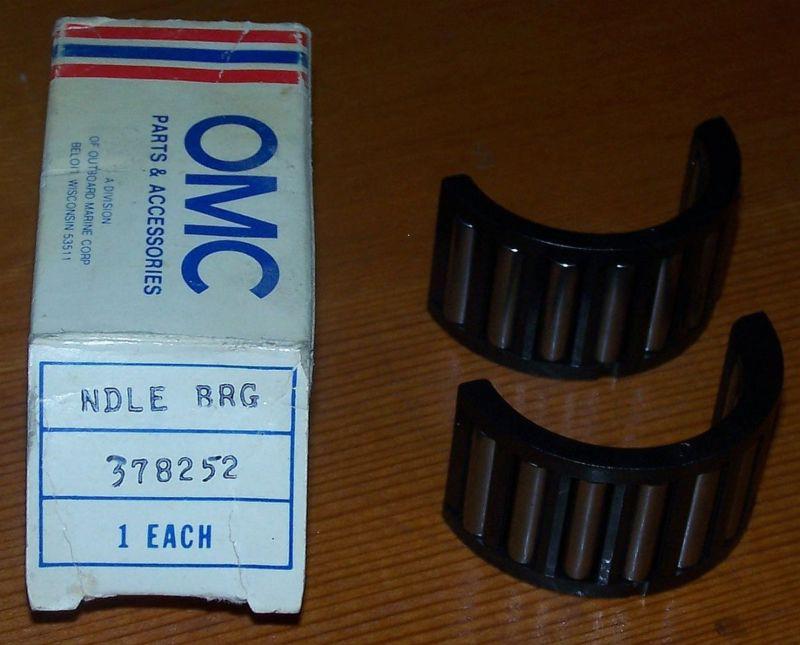 OMC
PARTS & ACCESSORIES
A DIVISION
OF OUTBOARD MARINE CORP
BELOIT, WISCONSIN 53511
NDLE BRG
378252
1 EACH